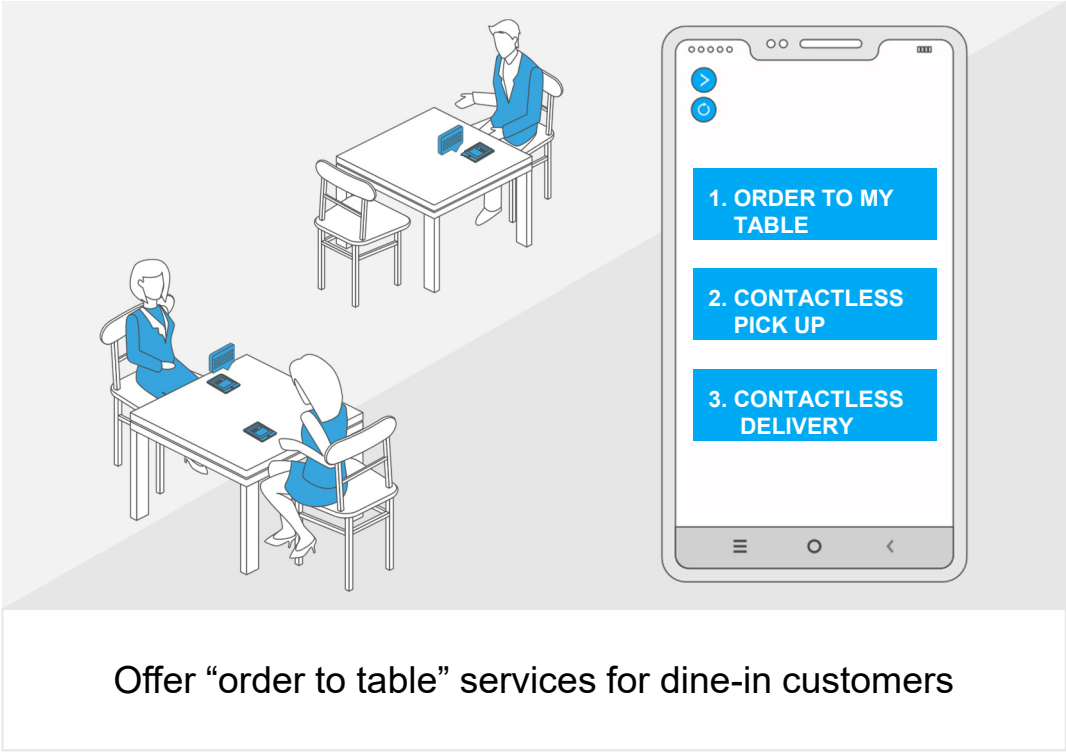 1. ORDER TO MY
TABLE
2. CONTACTLESS
PICK UP
3. CONTACTLESS
DELIVERY
Offer “order to table” services for dine-in customers